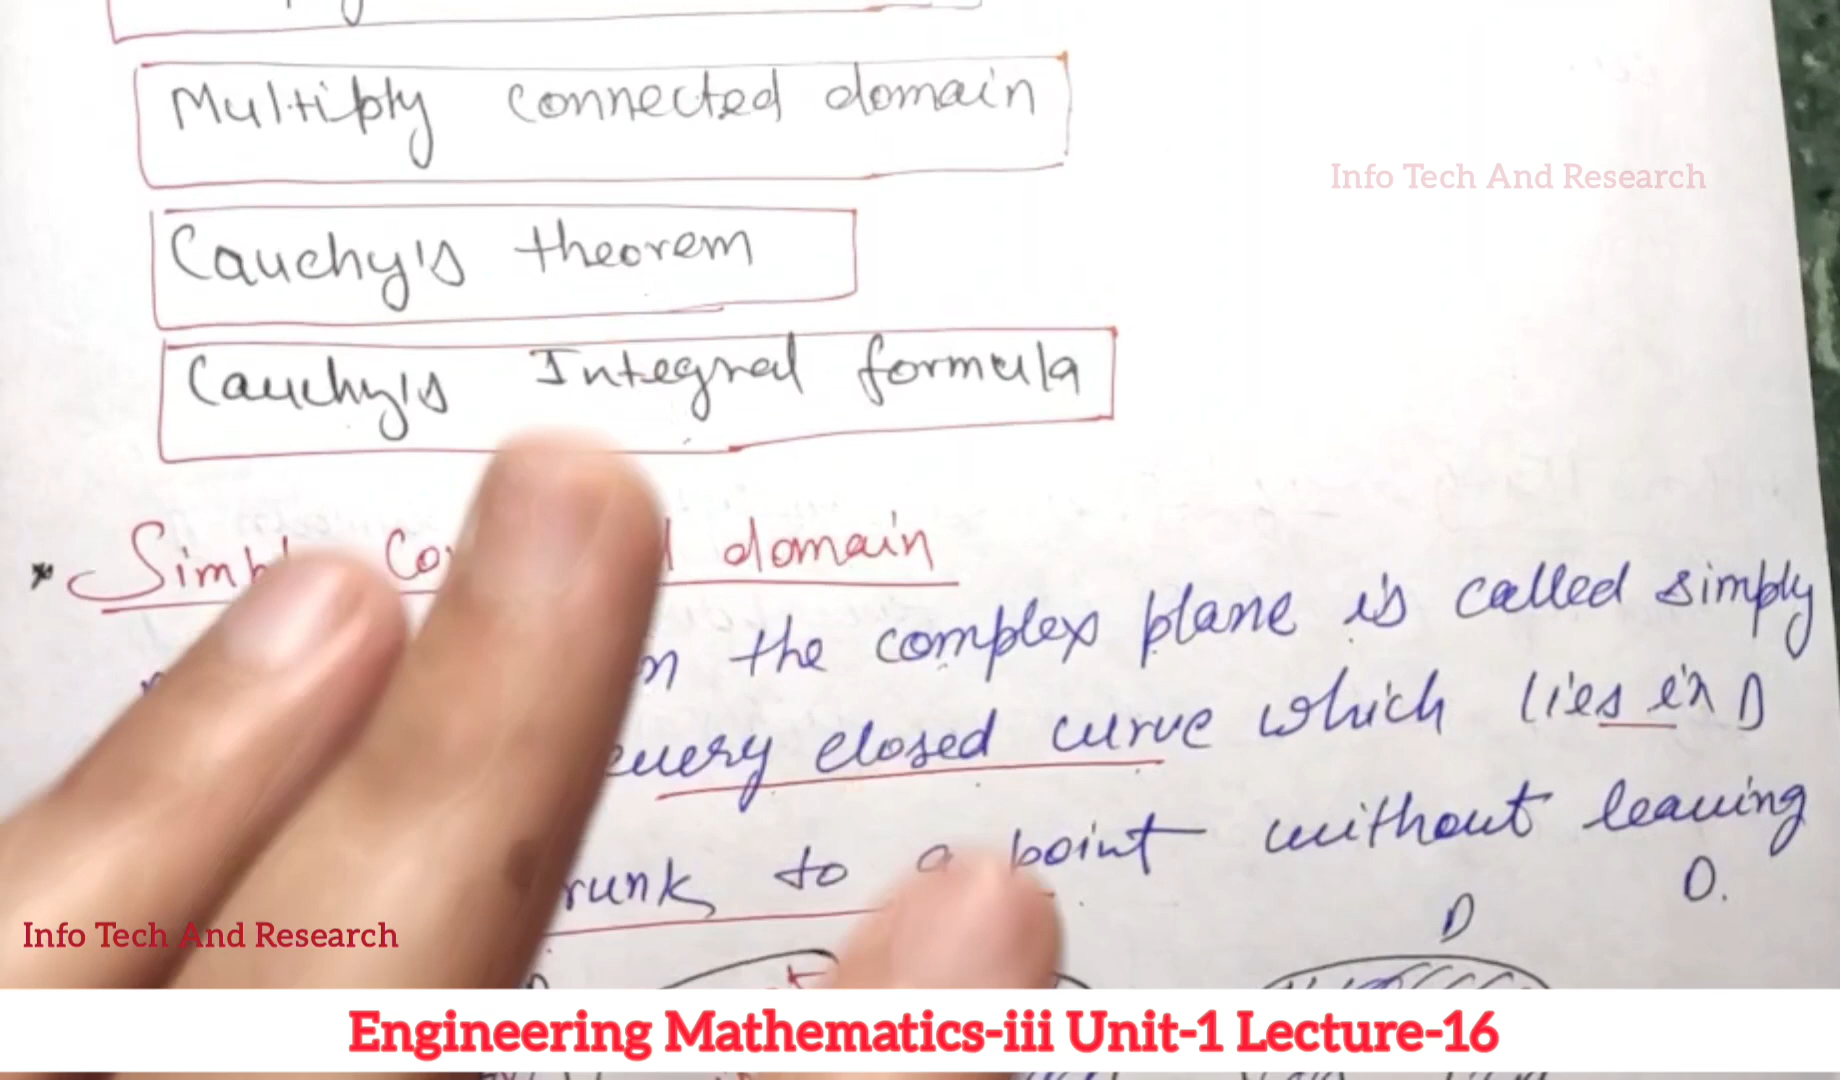 Multiply connected domain
Info Tech And Research
Cauchy's theorem
Cauchy's Integral formula
domain
the complex plane is called simply
every closed curve which lies in D
to a point without leaving
D.
D
Info Tech And Research
Engineering Mathematics-iii Unit-1 Lecture-16